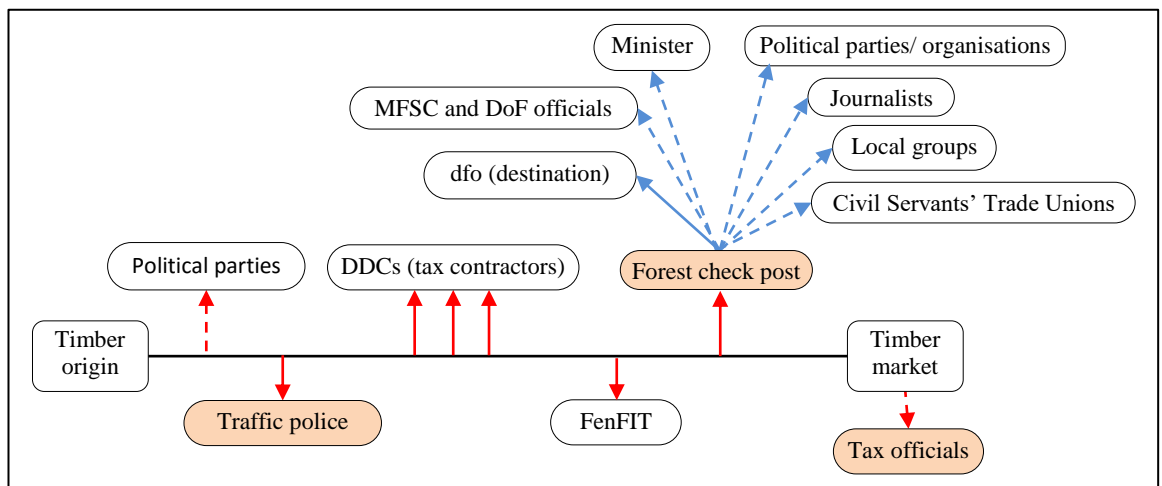 Minister
Political parties/ organisations
MFSC and DoF officials
Journalists
Local groups
dfo (destination)
Civil Servants’ Trade Unions
Political parties
DDCs (tax contractors)
Forest check post
Timber
origin
Timber
market
Traffic police
FenFIT
Tax officials